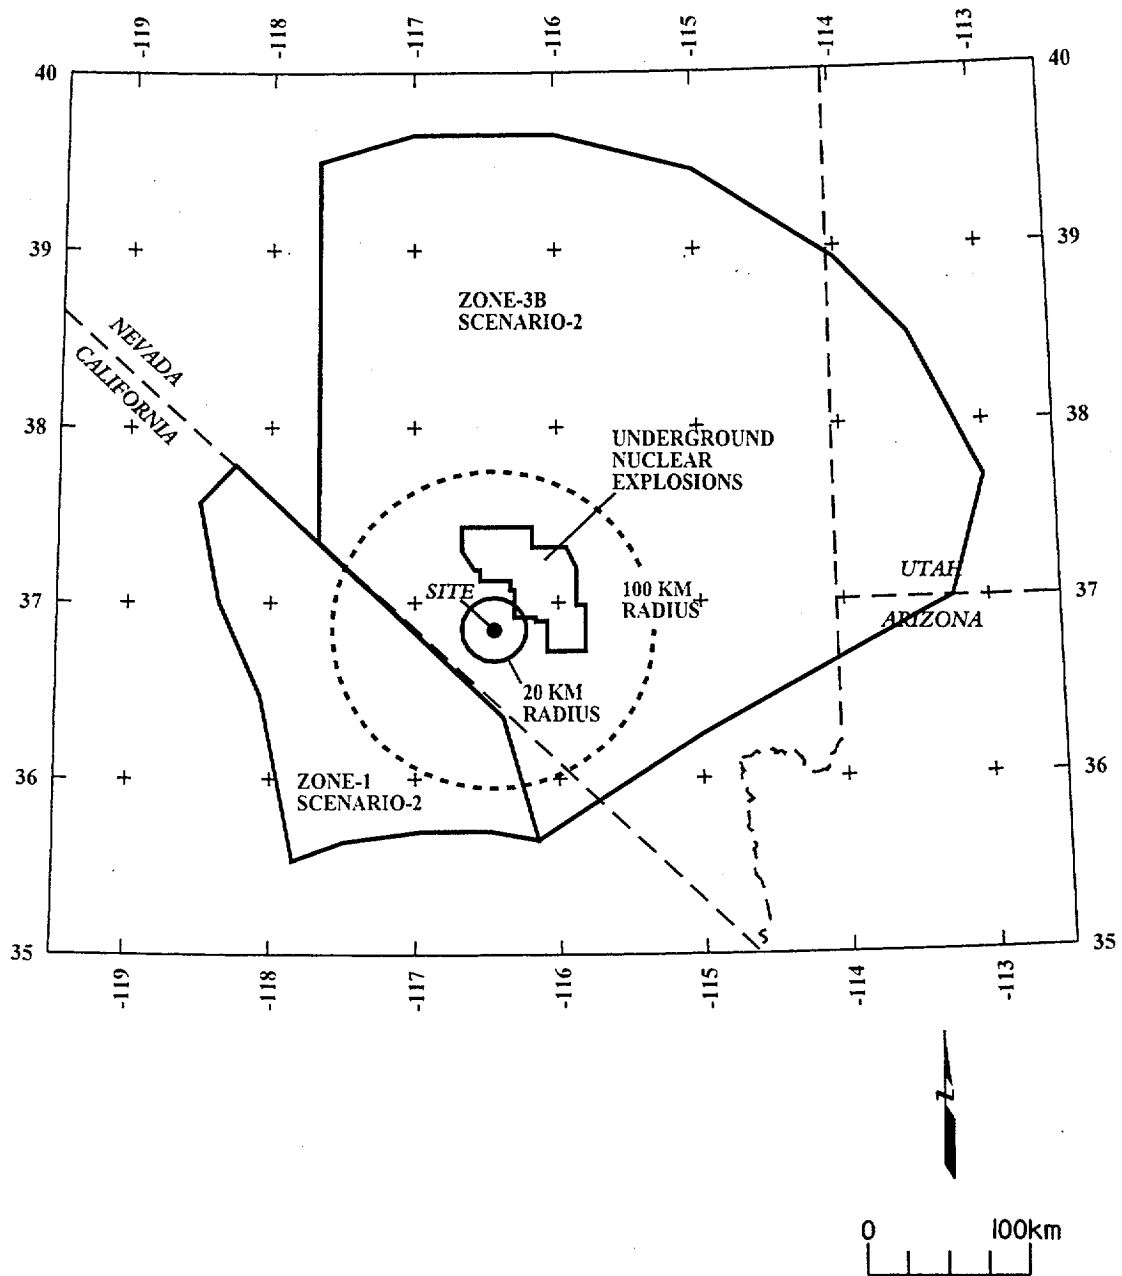 -119 -118 -117 -116 -115 -114 -113
40 40
39 39
ZONE-3B
SCENARIO-2
NEVADA
CALIFORNIA
38 38
UNDERGROUND
NUCLEAR
EXPLOSIONS
UTAH
SITE
100 KM
RADIUS
37 37
ARIZONA
20 KM
RADIUS
36 36
ZONE-1
SCENARIO-2
35 35
-119 -118 -117 -116 -115 -114 -113
N
0 100km